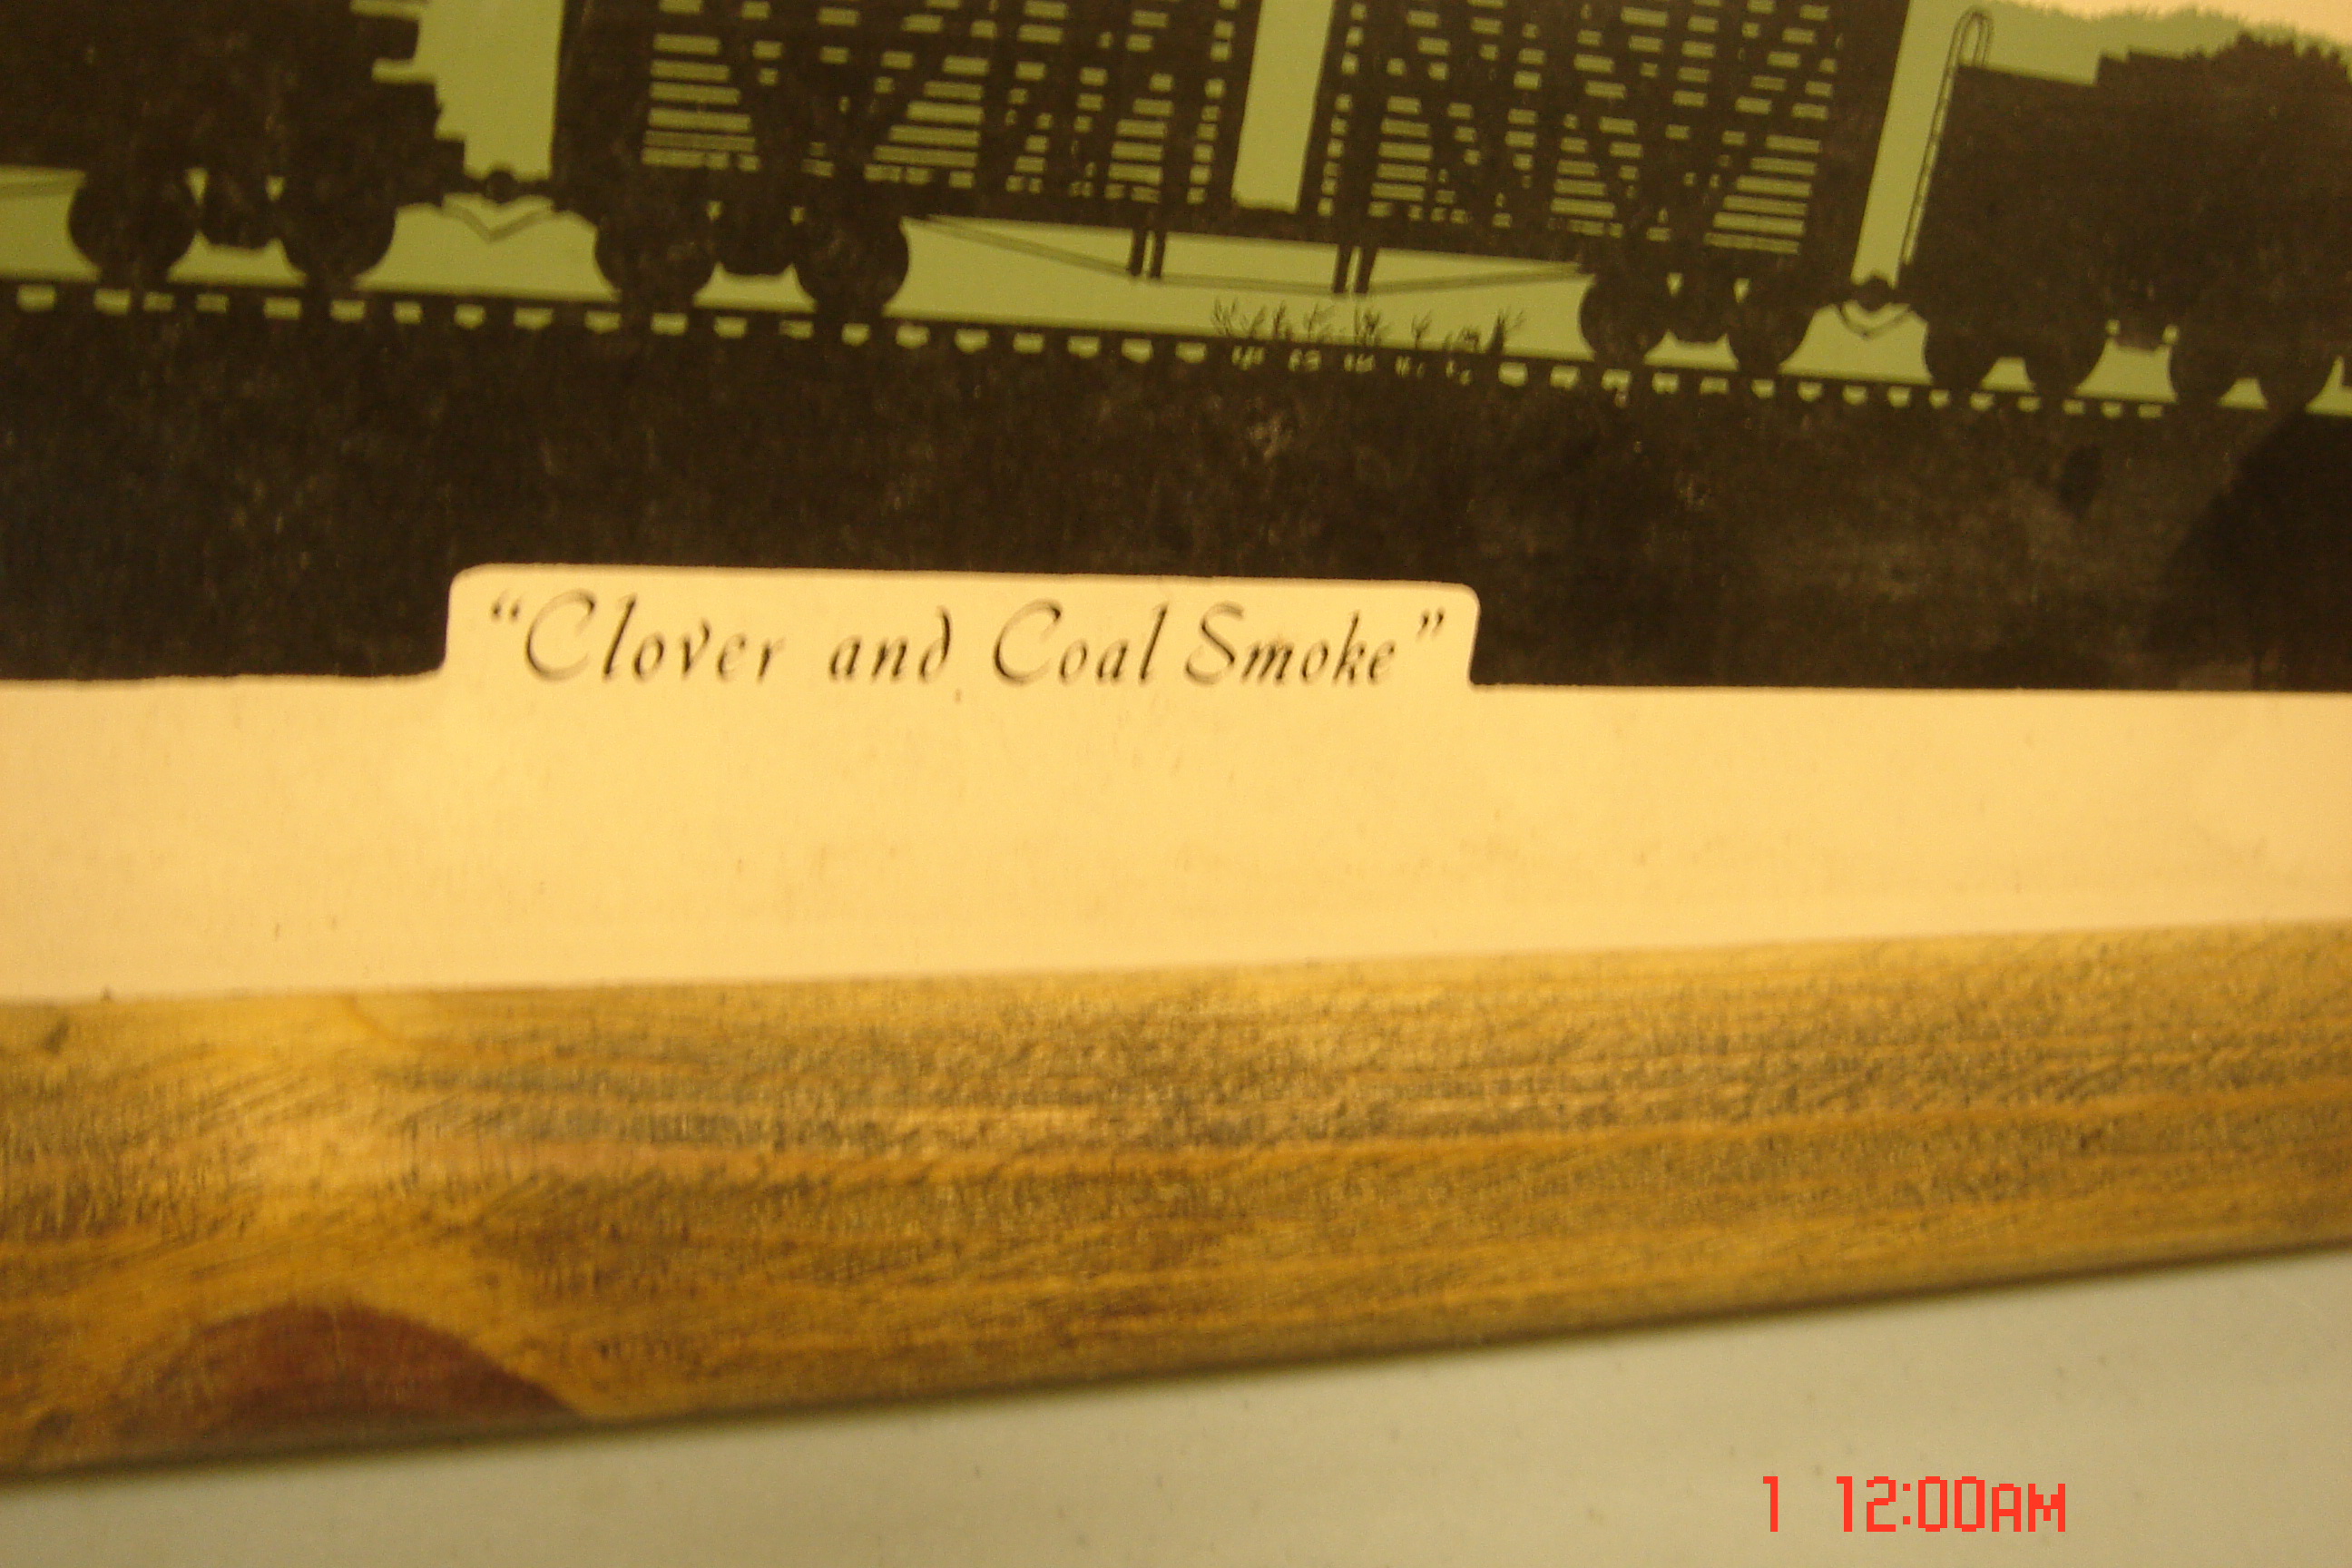 “Clover and Coal Smoke”
1 12:00AM